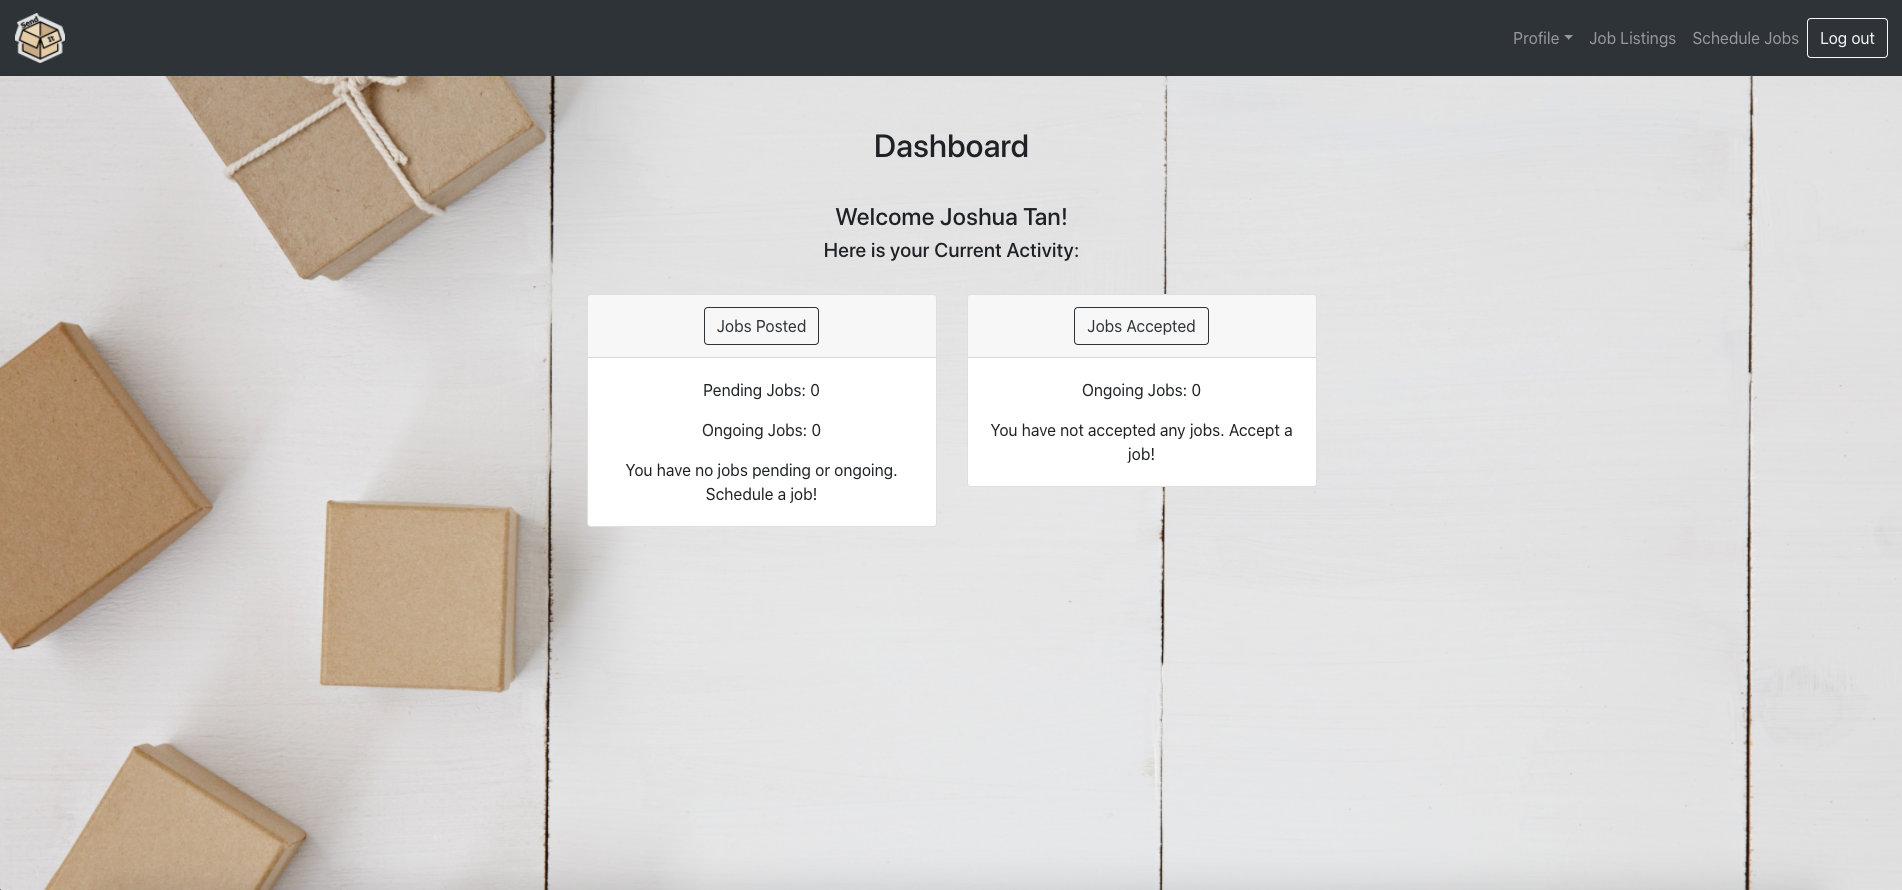 Send
It
Profile
Job Listings
Schedule Jobs
Log out
Dashboard
Welcome Joshua Tan!
Here is your Current Activity:
Jobs Posted
Pending Jobs: 0
Ongoing Jobs: 0
You have no jobs pending or ongoing.
Schedule a job!
Jobs Accepted
Ongoing Jobs: 0
You have not accepted any jobs. Accept a
job!